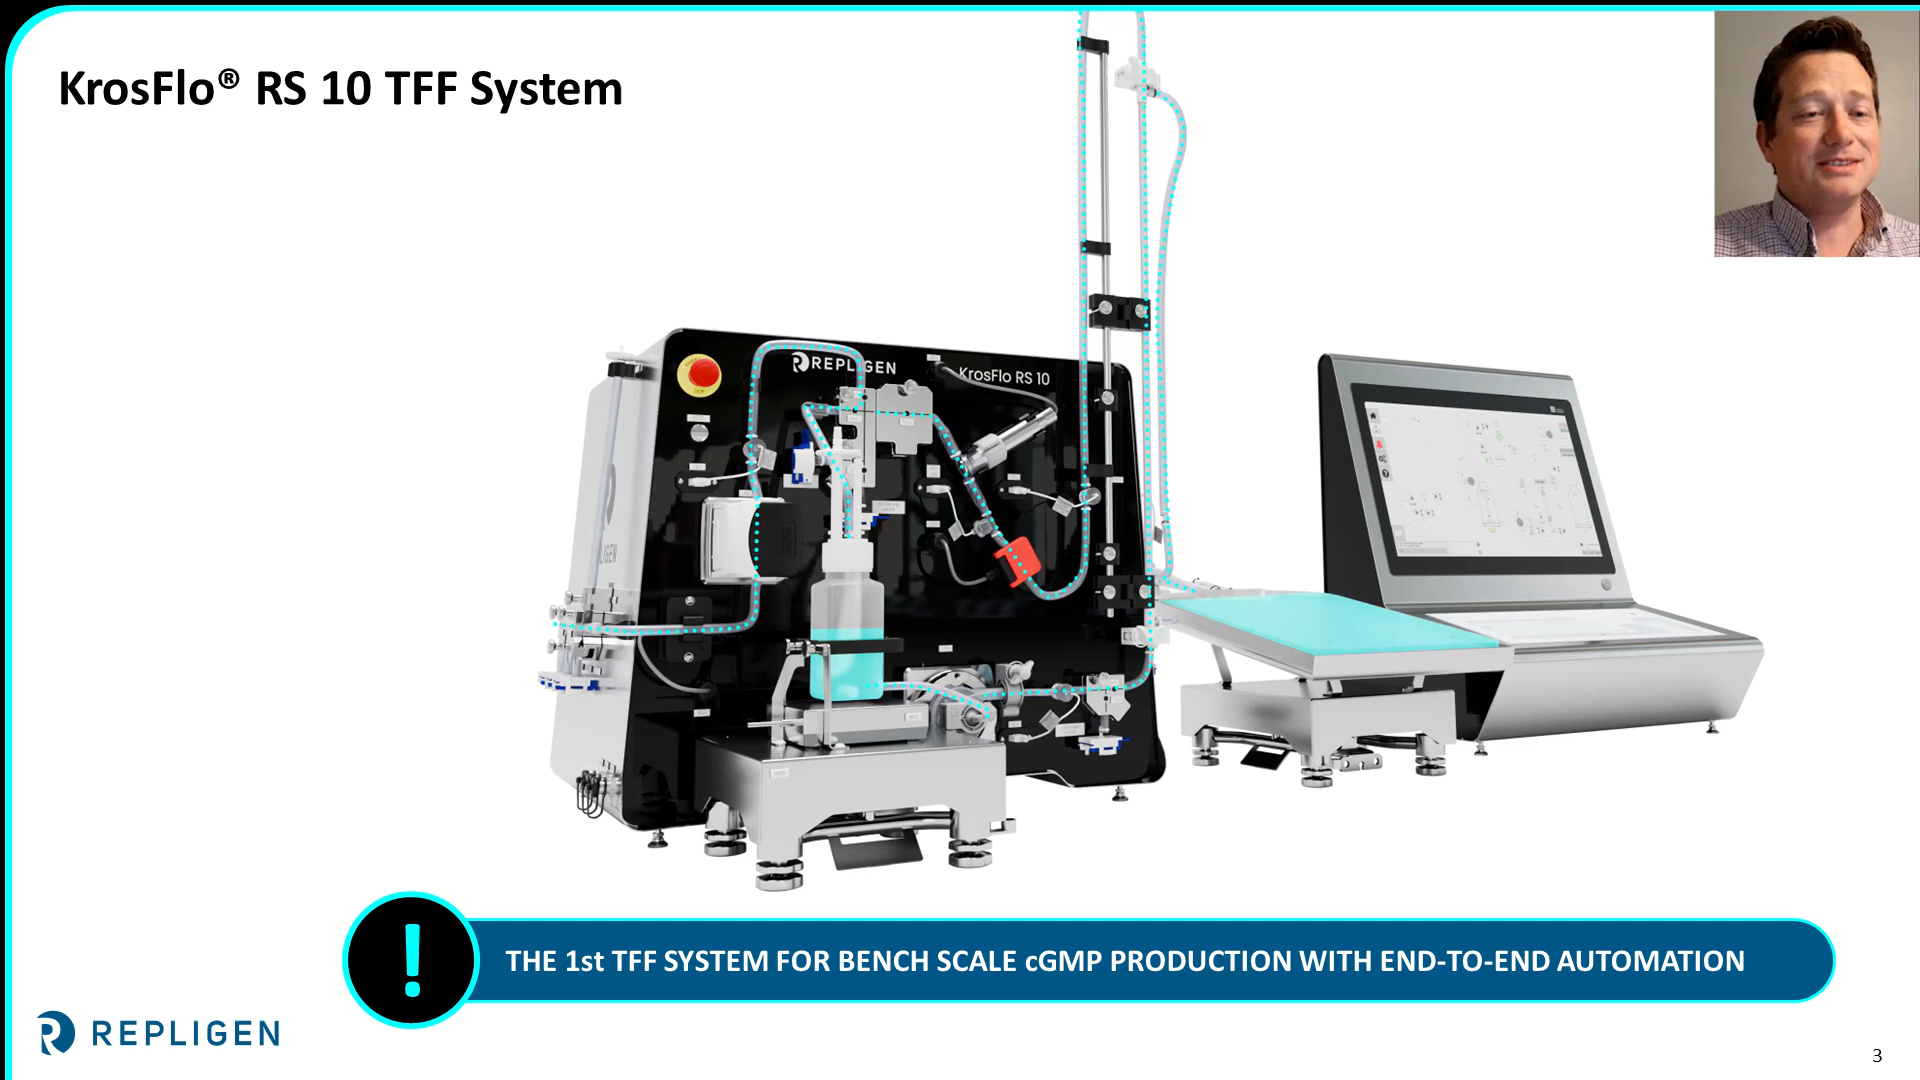 KrosFlo® RS 10 TFF System
REPLIGEN
KrosFlo RS 10
THE 1st TFF SYSTEM FOR BENCH SCALE cGMP PRODUCTION WITH END-TO-END AUTOMATION
REPLIGEN
3